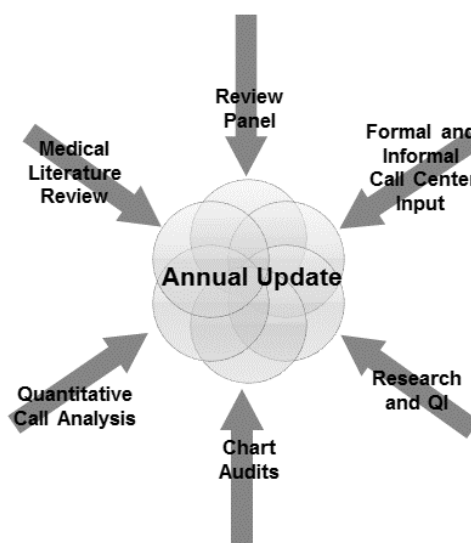 Review
Panel
Formal and
Informal
Call Center
Input
Medical
Literature
Review
Annual Update
Quantitative
Call Analysis
Research
and QI
Chart
Audits